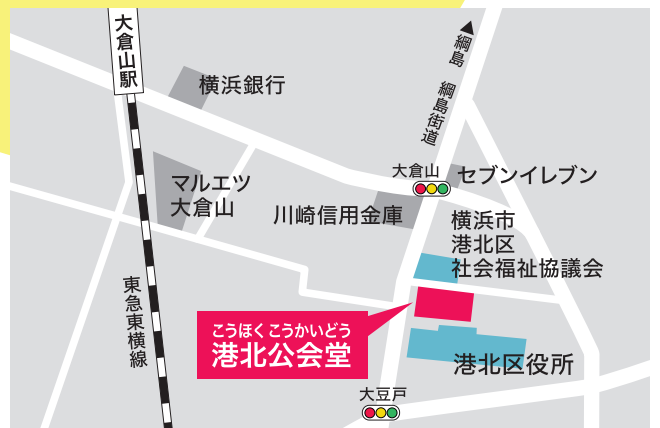 大倉山駅
▲綱島
綱島街道
横浜銀行
大倉山
セブンイレブン
マルエツ
大倉山
川崎信用金庫
横浜市
港北区
社会福祉協議会
東急東横線
こうほくこうかいどう
港北公会堂
港北区役所
大豆戸